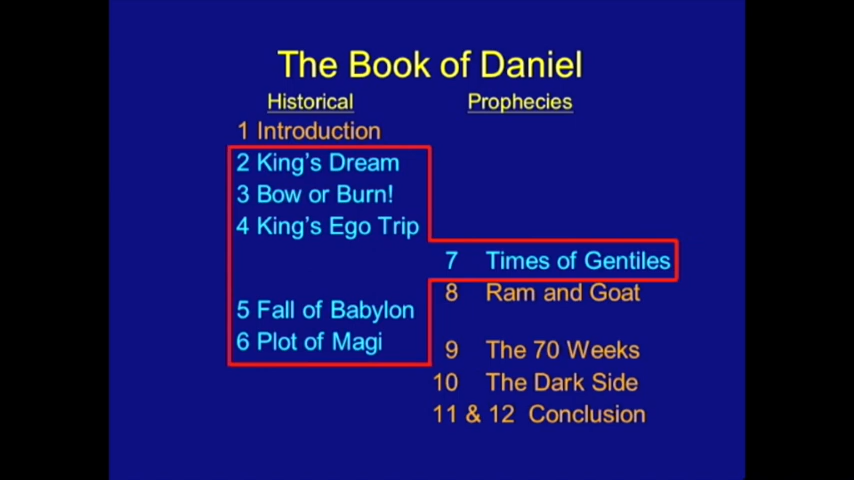 The Book of Daniel
Historical
Prophecies
1 Introduction
2 King's Dream
3 Bow or Burn!
4 King's Ego Trip
7 Times of Gentiles
8 Ram and Goat
5 Fall of Babylon
6 Plot of Magi
9 The 70 Weeks
10 The Dark Side
11 & 12 Conclusion